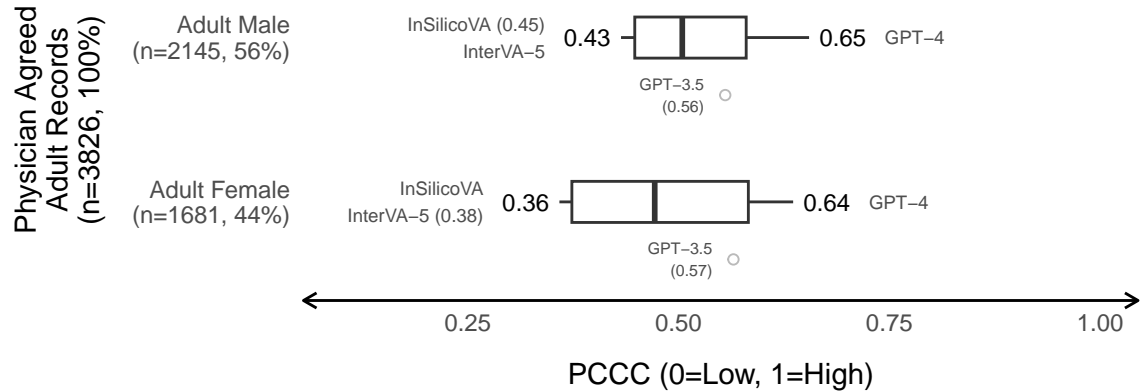 Physician Agreed
Adult Records
(n=3826, 100%)
Adult Male
(n=2145, 56%)
InSilicoVA (0.45)
InterVA−5
0.43
0.65
GPT−4
GPT−3.5
(0.56)
Adult Female
(n=1681, 44%)
InSilicoVA
InterVA−5 (0.38)
0.36
0.64
GPT−4
GPT−3.5
(0.57)
0.25 0.50 0.75 1.00
PCCC (0=Low, 1=High)